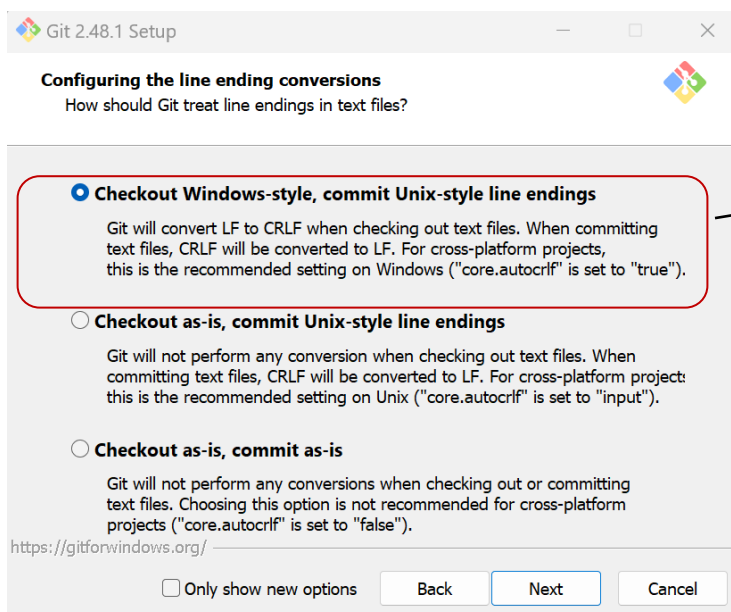 Git 2.48.1 Setup
Configuring the line ending conversions
How should Git treat line endings in text files?
Checkout Windows-style, commit Unix-style line endings
Git will convert LF to CRLF when checking out text files. When committing
text files, CRLF will be converted to LF. For cross-platform projects,
this is the recommended setting on Windows ("core.autocrlf" is set to "true").
Checkout as-is, commit Unix-style line endings
Git will not perform any conversion when checking out text files. When
committing text files, CRLF will be converted to LF. For cross-platform projects
this is the recommended setting on Unix ("core.autocrlf" is set to "input").
Checkout as-is, commit as-is
Git will not perform any conversions when checking out or committing
text files. Choosing this option is not recommended for cross-platform
projects ("core.autocrlf" is set to "false").
https://gitforwindows.org/
Only show new options Back Next Cancel